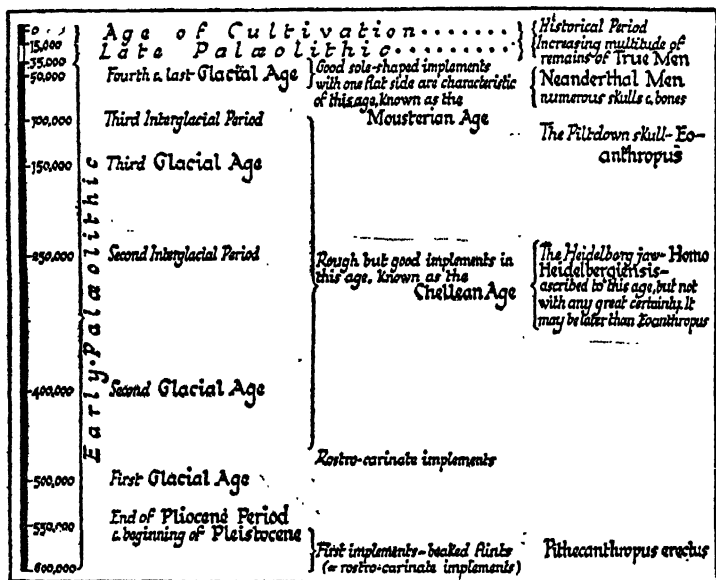 Age of Cultivation
15,000
Late Palæolithic
Historical Period
Increasing multitude of
remains of True Men
35,000
50,000
Fourth & last Glacial Age
Good sole-shaped implements
with one flat side are characteristic
of this age, known as the
Mousterian Age
Neanderthal Men
numerous skulls & bones
100,000
Third Interglacial Period
The Piltdown skull-Eo-
anthropus
150,000
Third Glacial Age
Early Palæolithic
250,000
Second Interglacial Period
Rough but good implements in
this age. Known as the
Chellean Age
The Heidelberg jaw-Homo
Heidelbergiensis-
ascribed to this age, but not
with any great certainty. It
may be later than Eoanthropus
400,000
Second Glacial Age
Rostro-carinate implements
500,000
First Glacial Age
550,000
End of Pliocene Period
& beginning of Pleistocene
600,000
First implements-beaked flints
(= rostro-carinate implements)
Pithecanthropus erectus